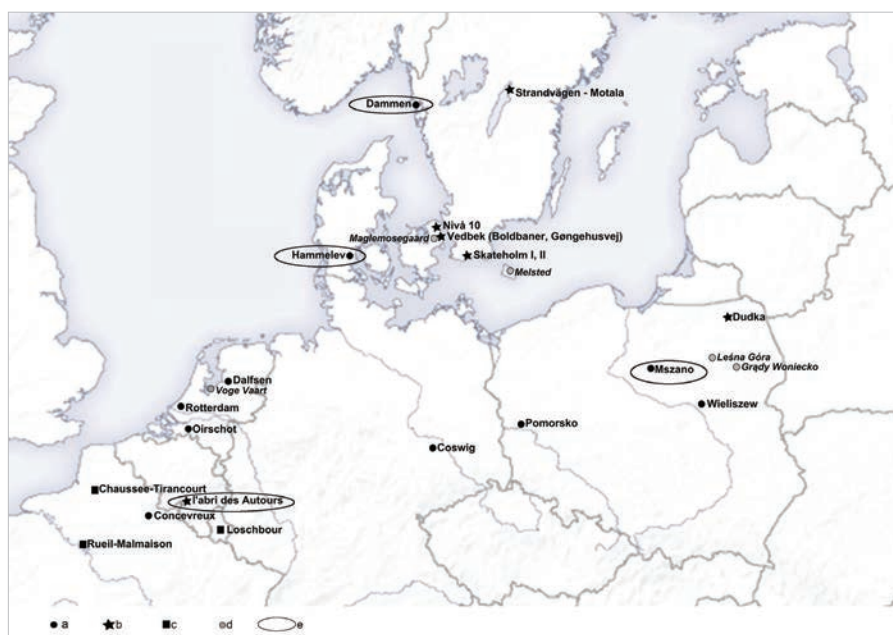 Dammen
Strandvägen - Motala
Nivå 10
Maglemosegaard
Vedbek (Boldbaner, Gøngehusvej)
Hammelev
Skateholm I, II
Melsted
Dudka
Leśna Góra
Mszano
Grądy Woniecko
Dalfsen
Voge Vaart
Rotterdam
Wieliszew
Oirschot
Pomorsko
Coswig
Chaussee-Tirancourt
l'abri des Autours
Concevreux
Loschbour
Rueil-Malmaison
a b c d e